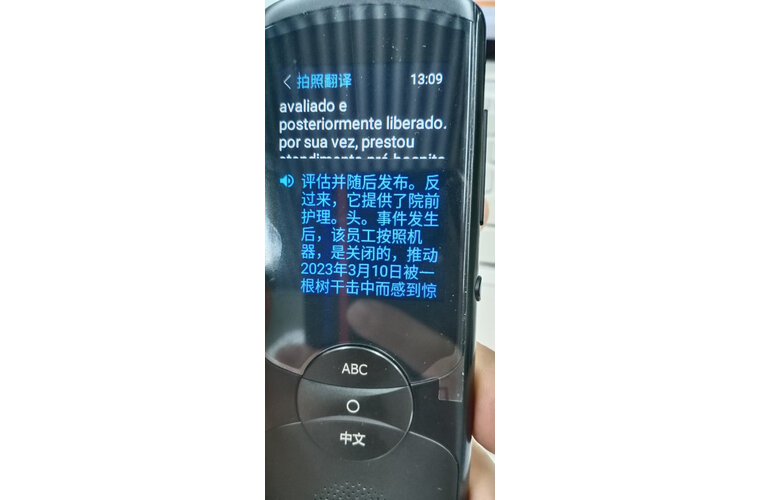 拍照翻译 13:09
avaliado e
posteriormente liberado.
por sua vez, prestou
atendimento pré-hospita
评估并随后发布。反
过来，它提供了院前
护理。头。事件发生
后，该员工按照机
器，是关闭的，推动
2023年3月10日被一
根树干击中而感到惊
ABC
中文